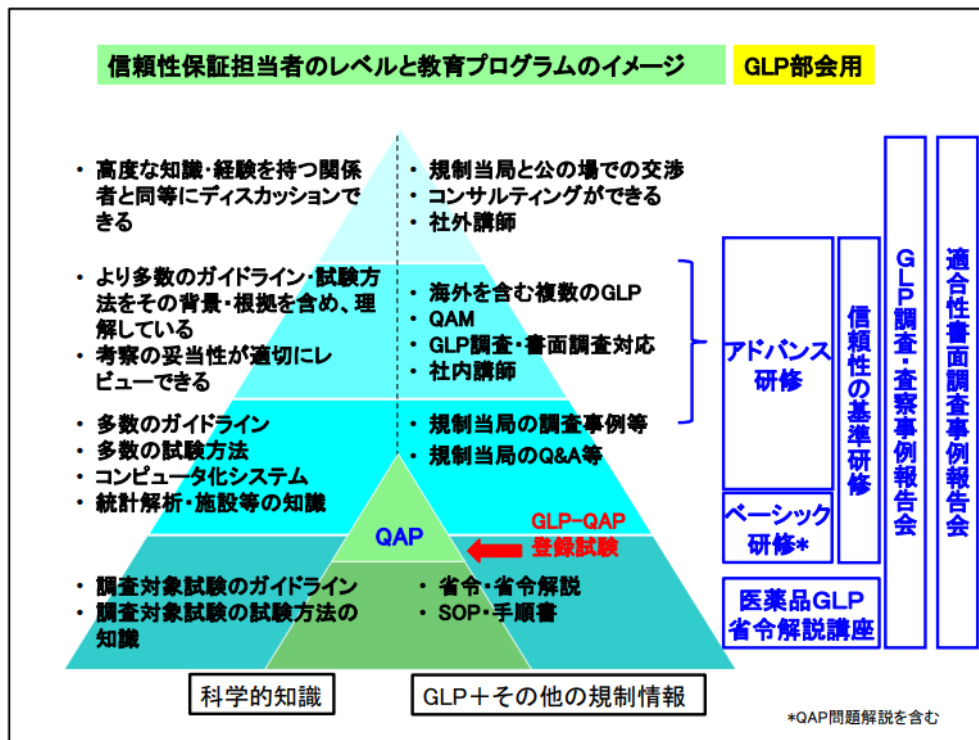 信頼性保証担当者のレベルと教育プログラムのイメージ
GLP部会用
・高度な知識・経験を持つ関係
者と同等にディスカッションで
きる
・規制当局と公の場での交渉
・コンサルティングができる
・社外講師
・より多数のガイドライン・試験方
法をその背景・根拠を含め、理
解している
・考察の妥当性が適切にレ
ビューできる
・海外を含む複数のGLP
・QAM
・GLP調査・書面調査対応
・社内講師
・多数のガイドライン
・多数の試験方法
・コンピュータ化システム
・統計解析・施設等の知識
・規制当局の調査事例等
・規制当局のQ&A等
QAP
GLP-QAP
登録試験
・調査対象試験のガイドライン
・調査対象試験の試験方法の
知識
・省令・省令解説
・SOP・手順書
科学的知識
GLP+その他の規制情報
アドバンス
研修
ベーシック
研修*
信頼性の基準研修
医薬品GLP
省令解説講座
GLP調査・査察事例報告会
適合性書面調査事例報告会
*QAP問題解説を含む